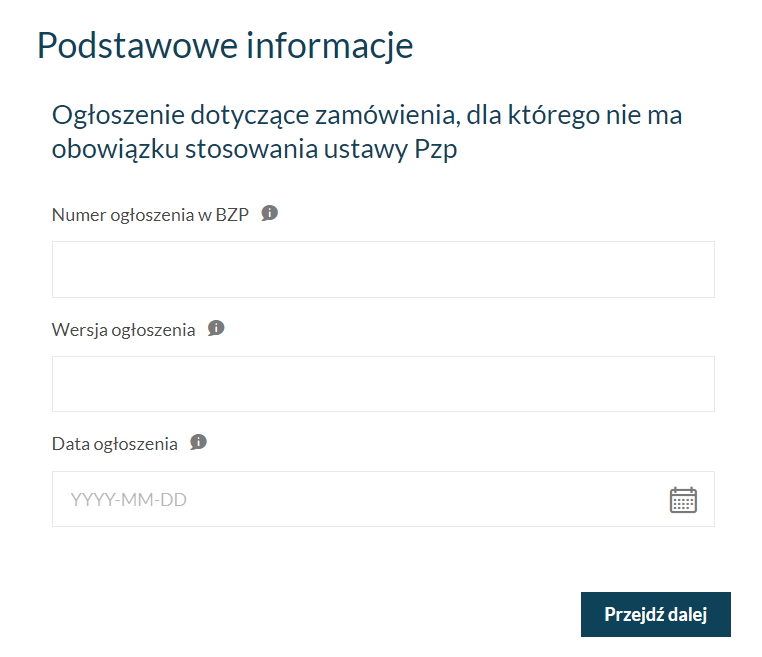 Podstawowe informacje
Ogłoszenie dotyczące zamówienia, dla którego nie ma
obowiązku stosowania ustawy Pzp
Numer ogłoszenia w BZP
Wersja ogłoszenia
Data ogłoszenia
YYYY-MM-DD
Przejdź dalej